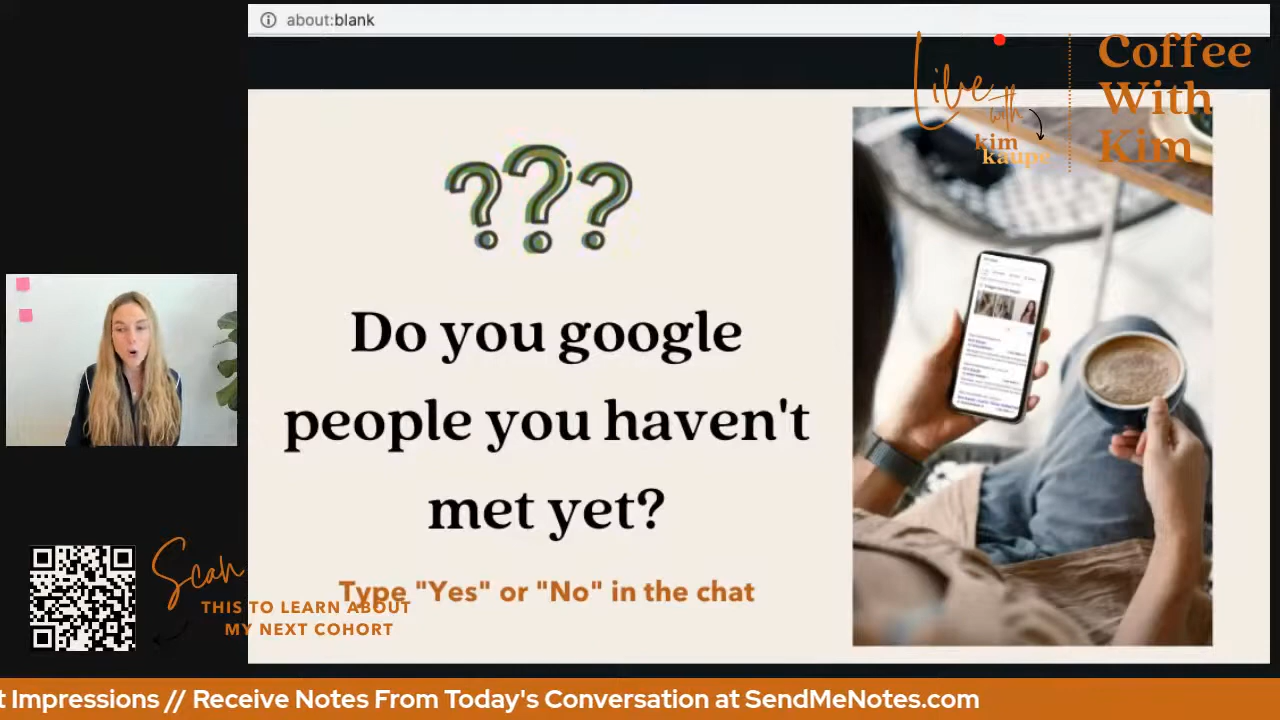 about:blank
Live
with
kim
kaupe
Coffee
With
Kim
???
Do you google
people you haven't
met yet?
Type "Yes" or "No" in the chat
Scan
THIS TO LEARN ABOUT
MY NEXT COHORT
t Impressions // Receive Notes From Today's Conversation at SendMeNotes.com